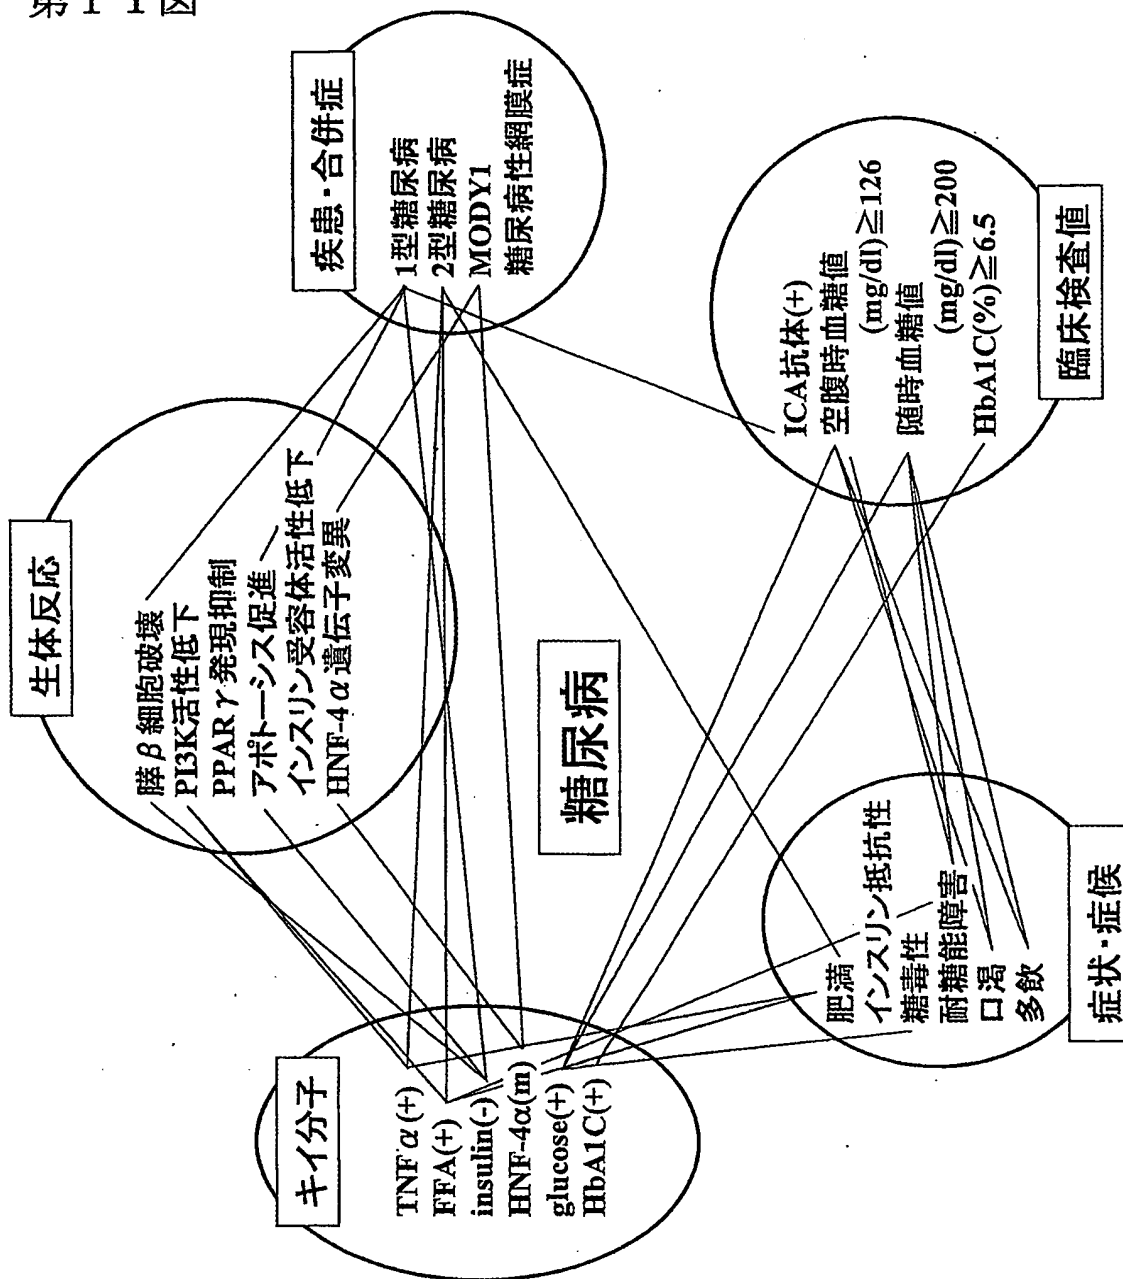 第１１図
生体反応
膵β細胞破壊
PI3K活性低下
PPARγ発現抑制
アポトーシス促進
インスリン受容体活性低下
HNF-4α遺伝子変異
疾患・合併症
1型糖尿病
2型糖尿病
MODY1
糖尿病性網膜症
キイ分子
TNFα(+)
FFA(+)
insulin(-)
HNF-4α(m)
glucose(+)
HbA1C(+)
糖尿病
症状・症候
肥満
インスリン抵抗性
糖毒性
耐糖能障害
口渇
多飲
臨床検査値
ICA抗体(+)
空腹時血糖値
(mg/dl)≧126
随時血糖値
(mg/dl)≧200
HbA1C(%)≧6.5